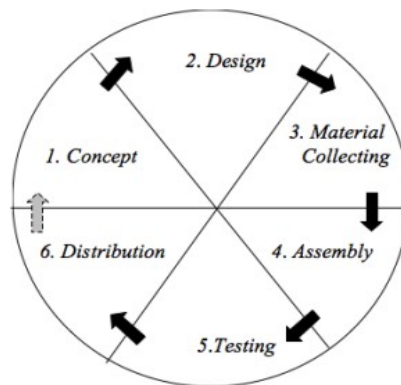 1. Concept
2. Design
3. Material
Collecting
4. Assembly
5.Testing
6. Distribution